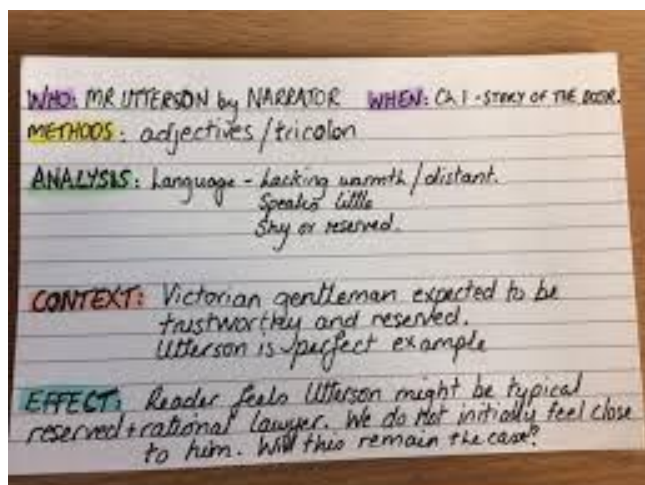 WHO: MR UTTERSON by NARRATOR WHEN: Ch 1 - STORY OF THE DOOR.
METHODS: adjectives/tricolon
ANALYSIS: Language - Lacking warmth/distant.
Speaks little
Shy or reserved.
CONTEXT: Victorian gentleman expected to be
trustworthy and reserved.
Utterson is perfect example
EFFECT: Reader feels Utterson might be typical
reserved + rational lawyer. We do not initially feel close
to him. Will this remain the case?